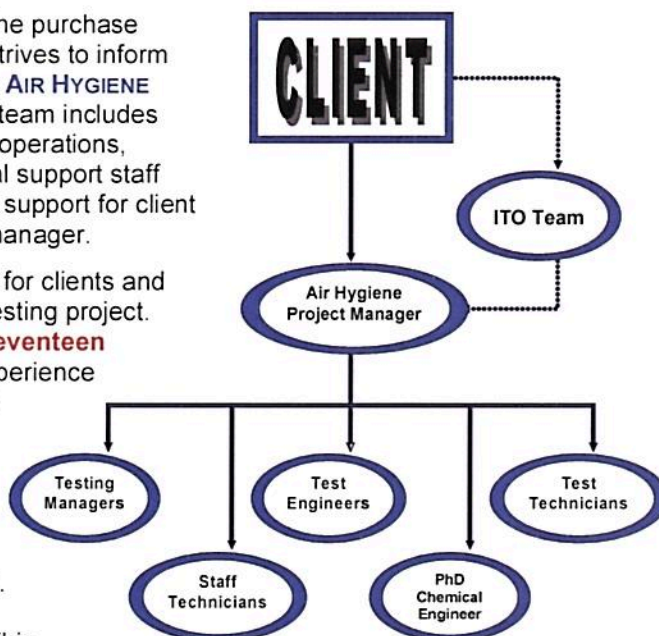 he purchase
trives to inform
AIR HYGIENE
team includes
operations,
al support staff
support for client
manager.
for clients and
esting project.
eventeen
perience
CLIENT
ITO Team
Air Hygiene
Project Manager
Testing
Managers
Test
Engineers
Test
Technicians
Staff
Technicians
PhD
Chemical
Engineer